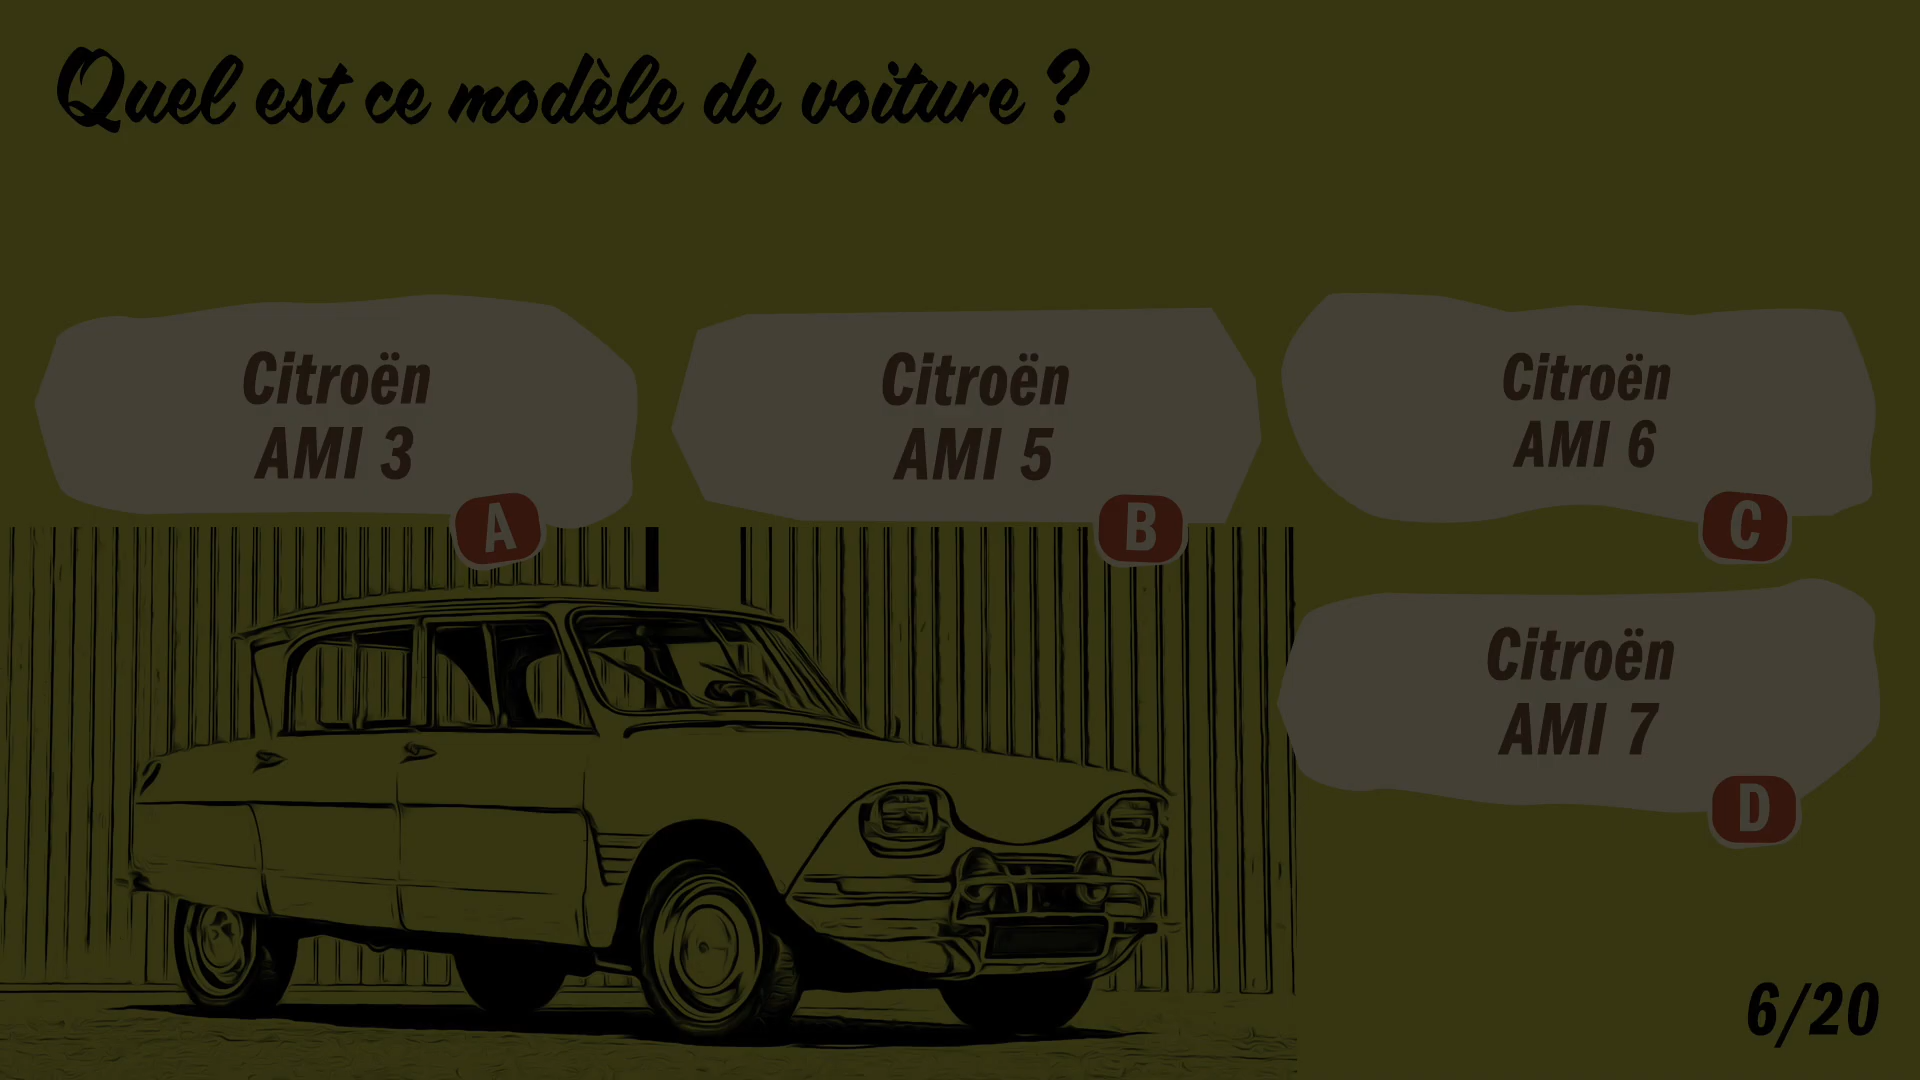 Quel est ce modèle de voiture ?
Citroën
AMI 3
A
Citroën
AMI 5
B
Citroën
AMI 6
C
Citroën
AMI 7
D
6/20